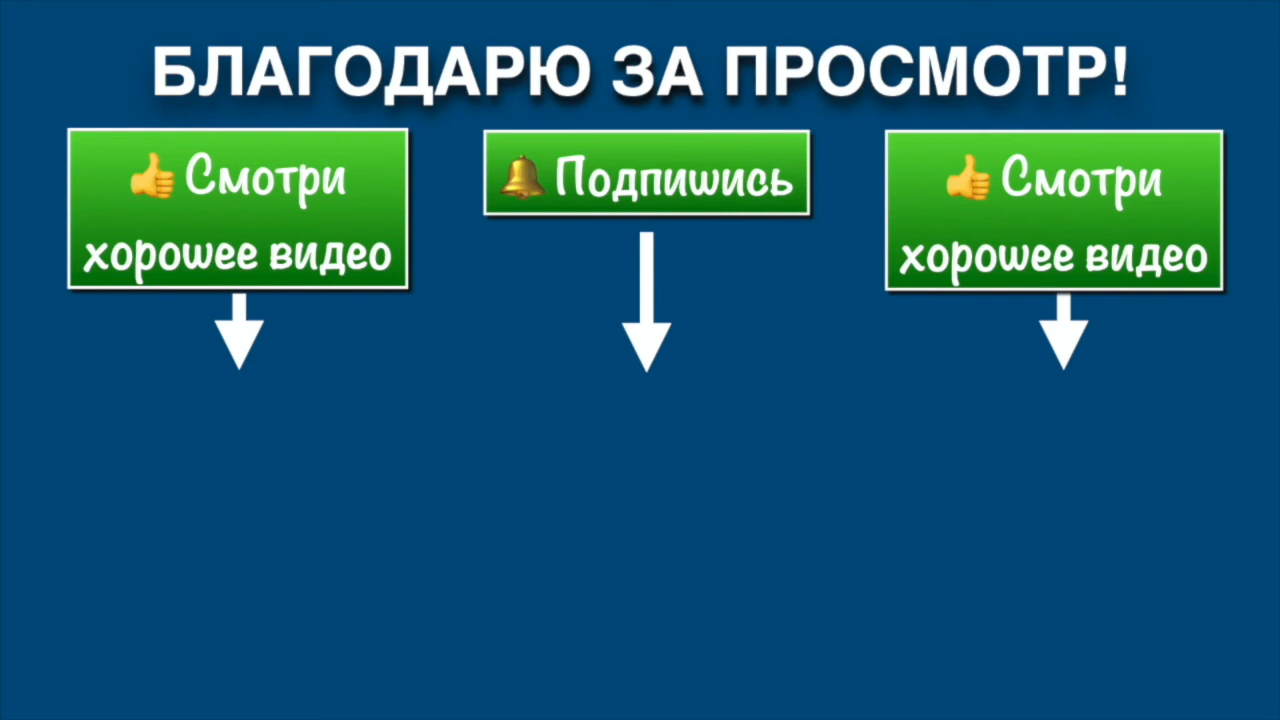 БЛАГОДАРЮ ЗА ПРОСМОТР!
👍 Смотри
хорошее видео
🔔 Подпишись
👍 Смотри
хорошее видео